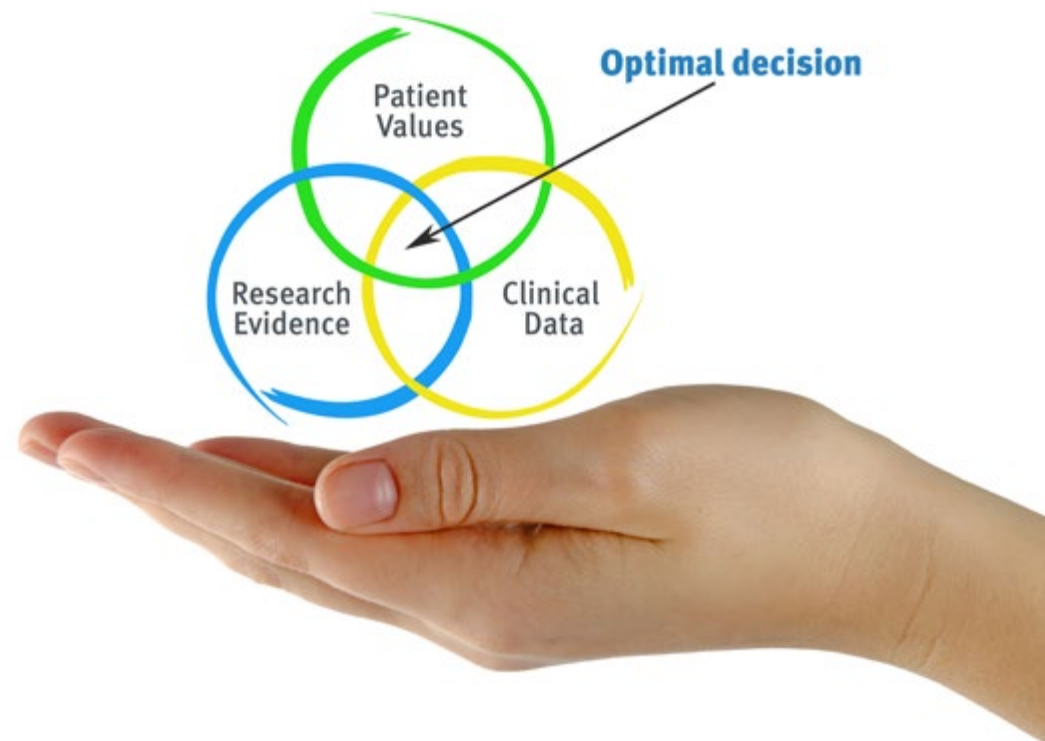 Optimal decision
Patient
Values
Research
Evidence
Clinical
Data